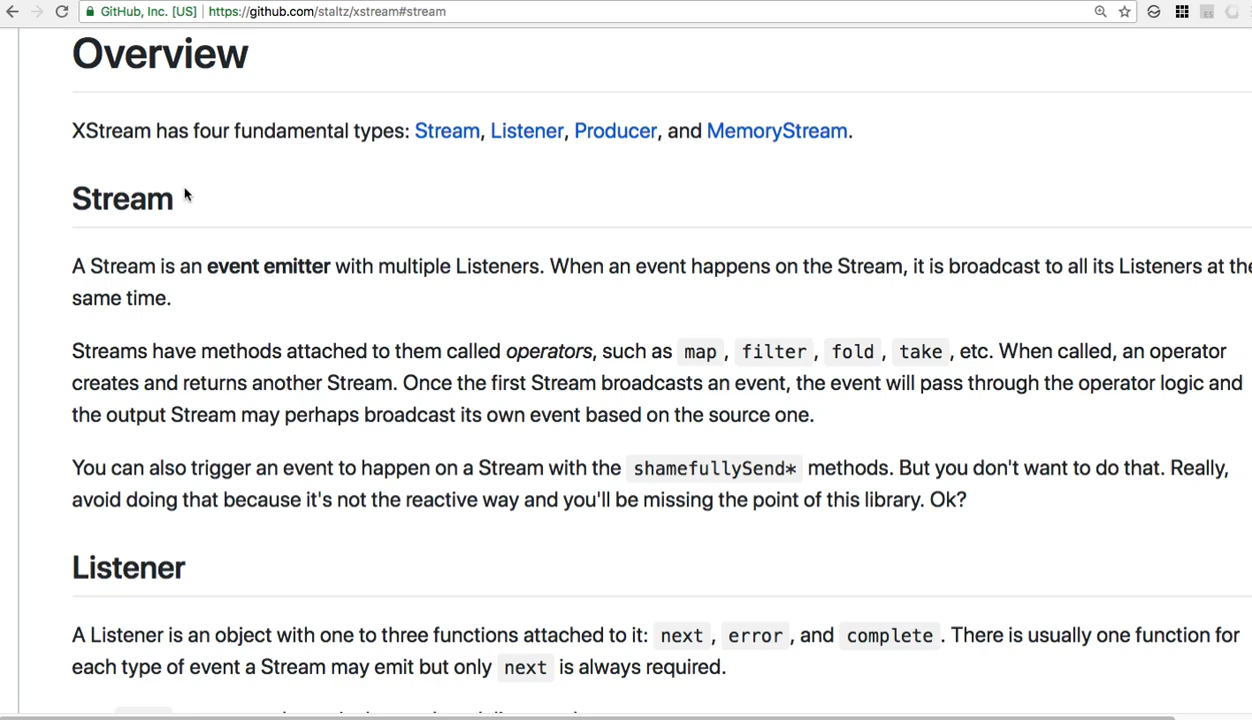 GitHub, Inc. [US] https://github.com/staltz/xstream#stream
Overview
XStream has four fundamental types: Stream, Listener, Producer, and MemoryStream.
Stream
A Stream is an event emitter with multiple Listeners. When an event happens on the Stream, it is broadcast to all its Listeners at the
same time.
Streams have methods attached to them called operators, such as map, filter, fold, take, etc. When called, an operator
creates and returns another Stream. Once the first Stream broadcasts an event, the event will pass through the operator logic and
the output Stream may perhaps broadcast its own event based on the source one.
You can also trigger an event to happen on a Stream with the shamefullySend* methods. But you don't want to do that. Really,
avoid doing that because it's not the reactive way and you'll be missing the point of this library. Ok?
Listener
A Listener is an object with one to three functions attached to it: next, error, and complete. There is usually one function for
each type of event a Stream may emit but only next is always required.